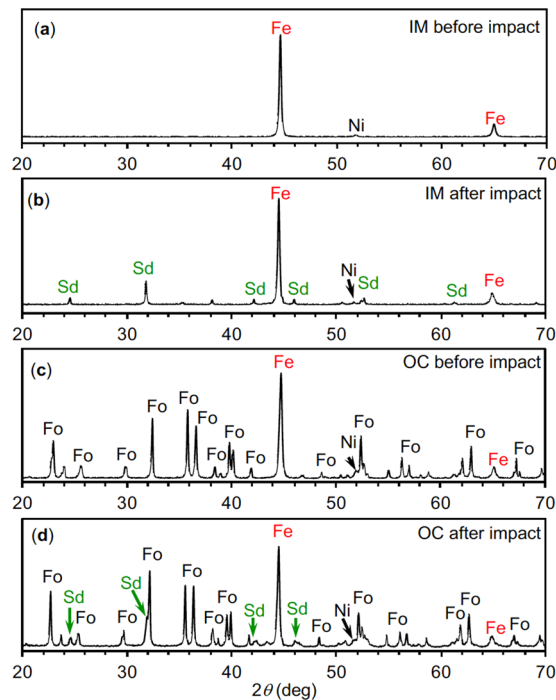 (a) Fe IM before impact
Ni Fe
20 30 40 50 60 70
(b) Fe IM after impact
Sd Sd Sd Sd Ni Sd Sd Fe
20 30 40 50 60 70
(c) Fe OC before impact
Fo Fo Fo Fo Fo Fo Fo Fo Fo Ni Fo Fo Fo Fe Fo
20 30 40 50 60 70
(d) Fe OC after impact
Fo Sd Fo Fo Sd Fo Fo Fo Fo Sd Sd Fo Ni Fo Fo Fo Fe Fo
20 30 40 50 60 70
2θ (deg)